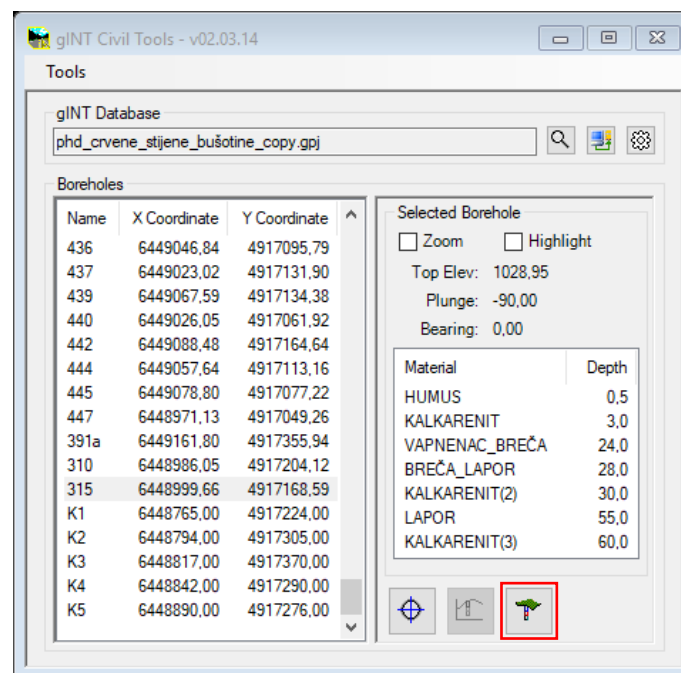 gINT Civil Tools - v02.03.14
Tools
gINT Database
phd_crvene_stijene_bušotine_copy.gpj
Boreholes
Name X Coordinate Y Coordinate
436 6449046,84 4917095,79
437 6449023,02 4917131,90
439 6449067,59 4917134,38
440 6449026,05 4917061,92
442 6449088,48 4917164,64
444 6449057,64 4917113,16
445 6449078,80 4917077,22
447 6448971,13 4917049,26
391a 6449161,80 4917355,94
310 6448986,05 4917204,12
315 6448999,66 4917168,59
K1 6448765,00 4917224,00
K2 6448794,00 4917305,00
K3 6448817,00 4917370,00
K4 6448842,00 4917290,00
K5 6448890,00 4917276,00
Selected Borehole
Zoom Highlight
Top Elev: 1028,95
Plunge: -90,00
Bearing: 0,00
Material Depth
HUMUS 0,5
KALKARENIT 3,0
VAPNENAC_BREČA 24,0
BREČA_LAPOR 28,0
KALKARENIT(2) 30,0
LAPOR 55,0
KALKARENIT(3) 60,0